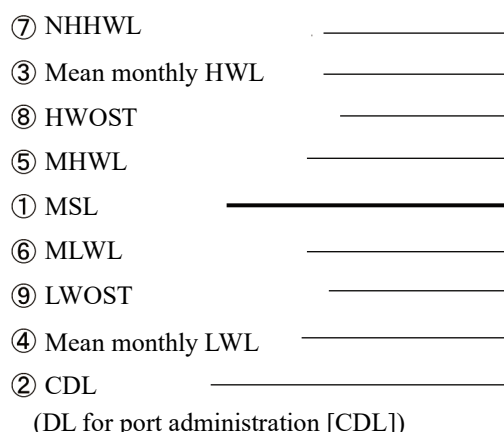 ⑦ NHHWL
③ Mean monthly HWL
⑧ HWOST
⑤ MHWL
① MSL
⑥ MLWL
⑨ LWOST
④ Mean monthly LWL
② CDL
(DL for port administration [CDL])